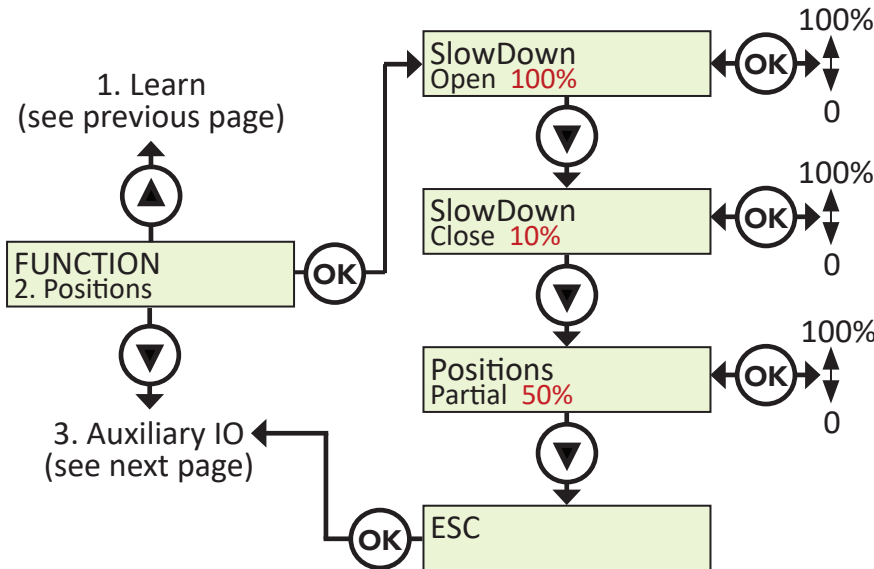 1. Learn
(see previous page)
FUNCTION
2. Positions
OK
3. Auxiliary IO
(see next page)
SlowDown
Open 100%
OK
100%
0
SlowDown
Close 10%
OK
100%
0
Positions
Partial 50%
OK
100%
0
ESC
OK